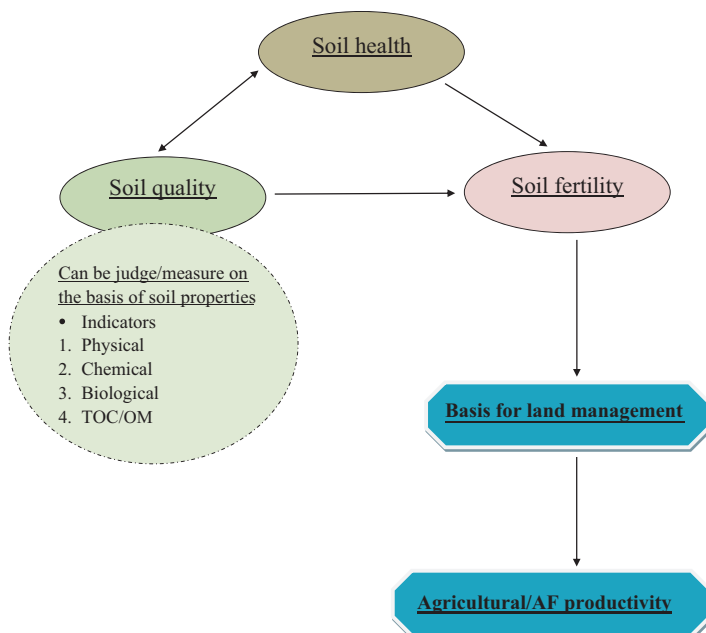 Soil health
Soil quality
Soil fertility
Can be judge/measure on
the basis of soil properties
• Indicators
1. Physical
2. Chemical
3. Biological
4. TOC/OM
Basis for land management
Agricultural/AF productivity